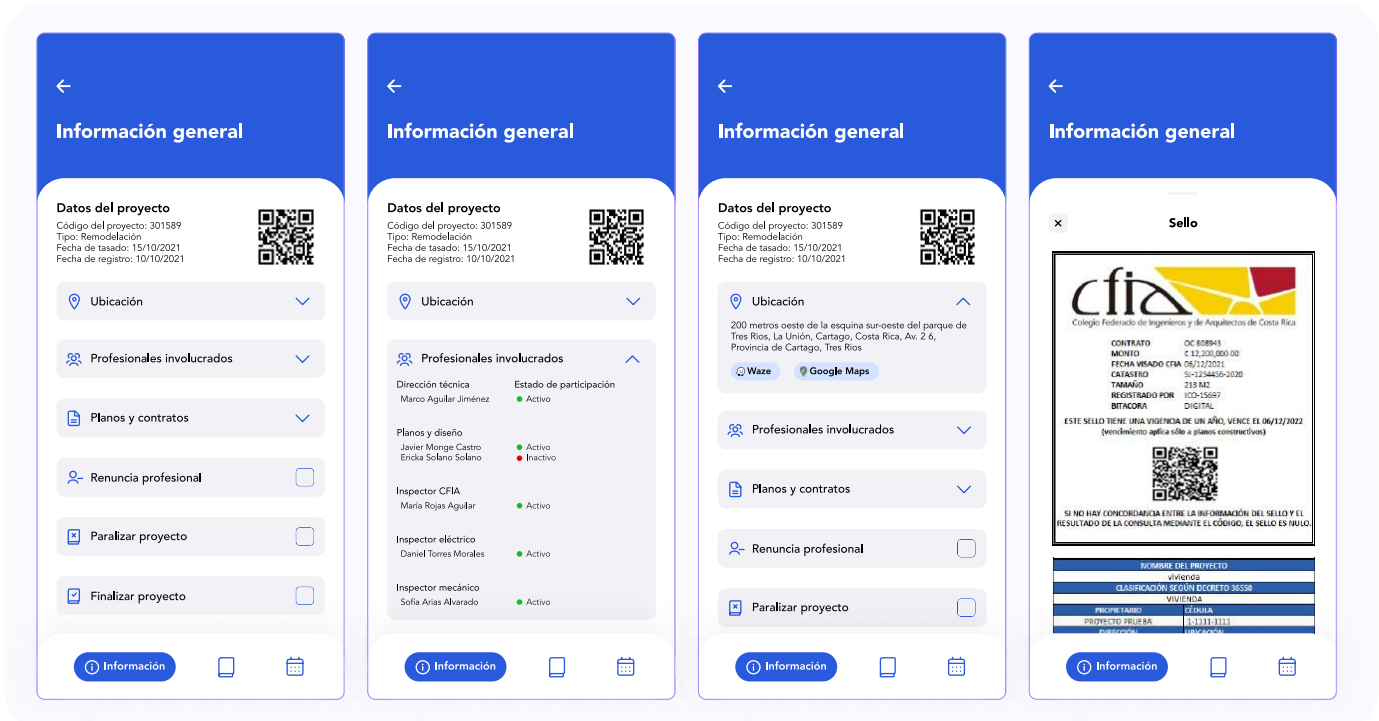 Información general
Datos del proyecto
Código del proyecto: 301589
Tipo: Remodelación
Fecha de tasado: 15/10/2021
Fecha de registro: 10/10/2021
Ubicación
Profesionales involucrados
Planos y contratos
Renuncia profesional
Paralizar proyecto
Finalizar proyecto
Información
Información general
Datos del proyecto
Código del proyecto: 301589
Tipo: Remodelación
Fecha de tasado: 15/10/2021
Fecha de registro: 10/10/2021
Ubicación
Profesionales involucrados
Dirección técnica Estado de participación
Marco Aguilar Jiménez Activo
Planos y diseño
Javier Monge Castro Activo
Ericka Solano Solano Inactivo
Inspector CFIA
María Rojas Aguilar Activo
Inspector eléctrico
Daniel Torres Morales Activo
Inspector mecánico
Sofía Arias Alvarado Activo
Información
Información general
Datos del proyecto
Código del proyecto: 301589
Tipo: Remodelación
Fecha de tasado: 15/10/2021
Fecha de registro: 10/10/2021
Ubicación
200 metros oeste de la esquina sur-oeste del parque de
Tres Rios, La Unión, Cartago, Costa Rica, Av. 2 6,
Provincia de Cartago, Tres Rios
Waze Google Maps
Profesionales involucrados
Planos y contratos
Renuncia profesional
Paralizar proyecto
Información
Información general
Sello
cfia
Colegio Federado de Ingenieros y de Arquitectos de Costa Rica
CONTRATO OC 808943
MONTO ₡ 12,200,000.00
FECHA VISADO CFIA 06/12/2021
CATASTRO SJ-1234456-2020
TAMAÑO 213 M2
REGISTRADO POR ICO-15697
BITACORA DIGITAL
ESTE SELLO TIENE UNA VIGENCIA DE UN AÑO, VENCE EL 06/12/2022
(vencimiento aplica sólo a planos constructivos)
SI NO HAY CONCORDANCIA ENTRE LA INFORMACIÓN DEL SELLO Y EL
RESULTADO DE LA CONSULTA MEDIANTE EL CÓDIGO, EL SELLO ES NULO.
NOMBRE DEL PROYECTO
vivienda
CLASIFICACIÓN SEGÚN DECRETO 36550
VIVIENDA
PROPIETARIO CÉDULA
PROYECTO PRUEBA 1-1111-1111
DIRECCIÓN UBICACIÓN
Información